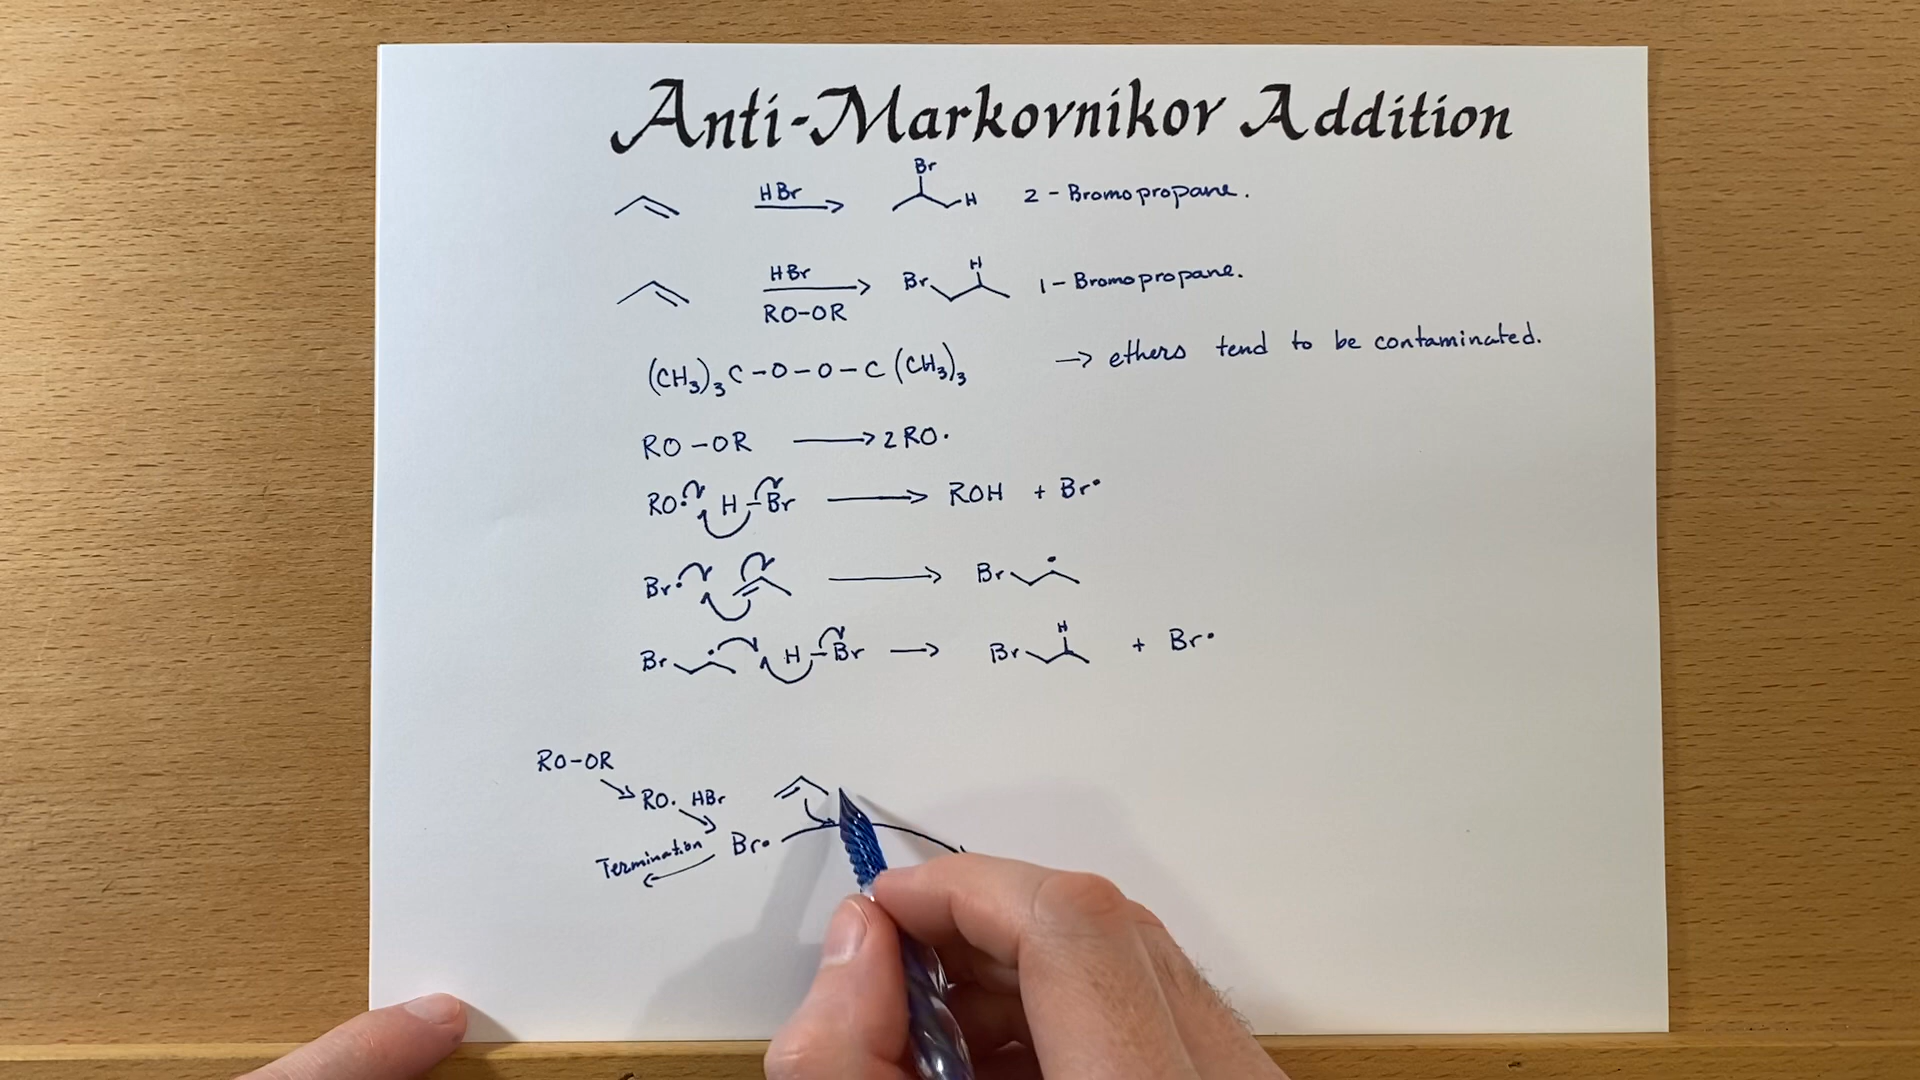 Anti-Markovnikov Addition
Br
HBr
H 2-Bromopropane.
HBr
H
Br 1-Bromopropane.
RO-OR
(CH3)3C-O-O-C(CH3)3 → ethers tend to be contaminated.
RO-OR → 2RO·
RO· H-Br → ROH + Br·
Br· → Br
H
Br H-Br → Br + Br·
RO-OR
RO· HBr
Termination Br·